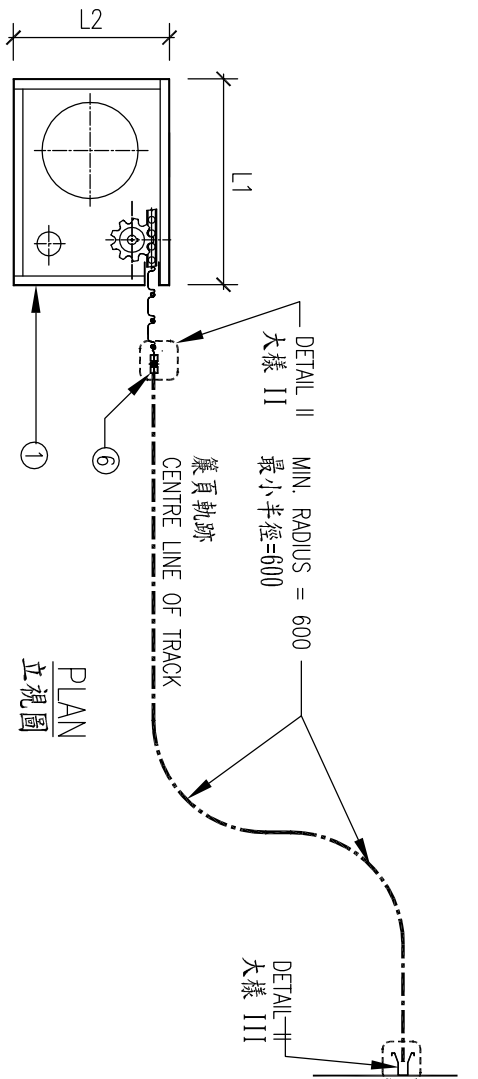 L2
L1
DETAIL II
大樣 II
MIN. RADIUS = 600
最小半徑=600
簾頁軌跡
CENTRE LINE OF TRACK
①
⑥
PLAN
立視圖
DETAIL II
大樣 III